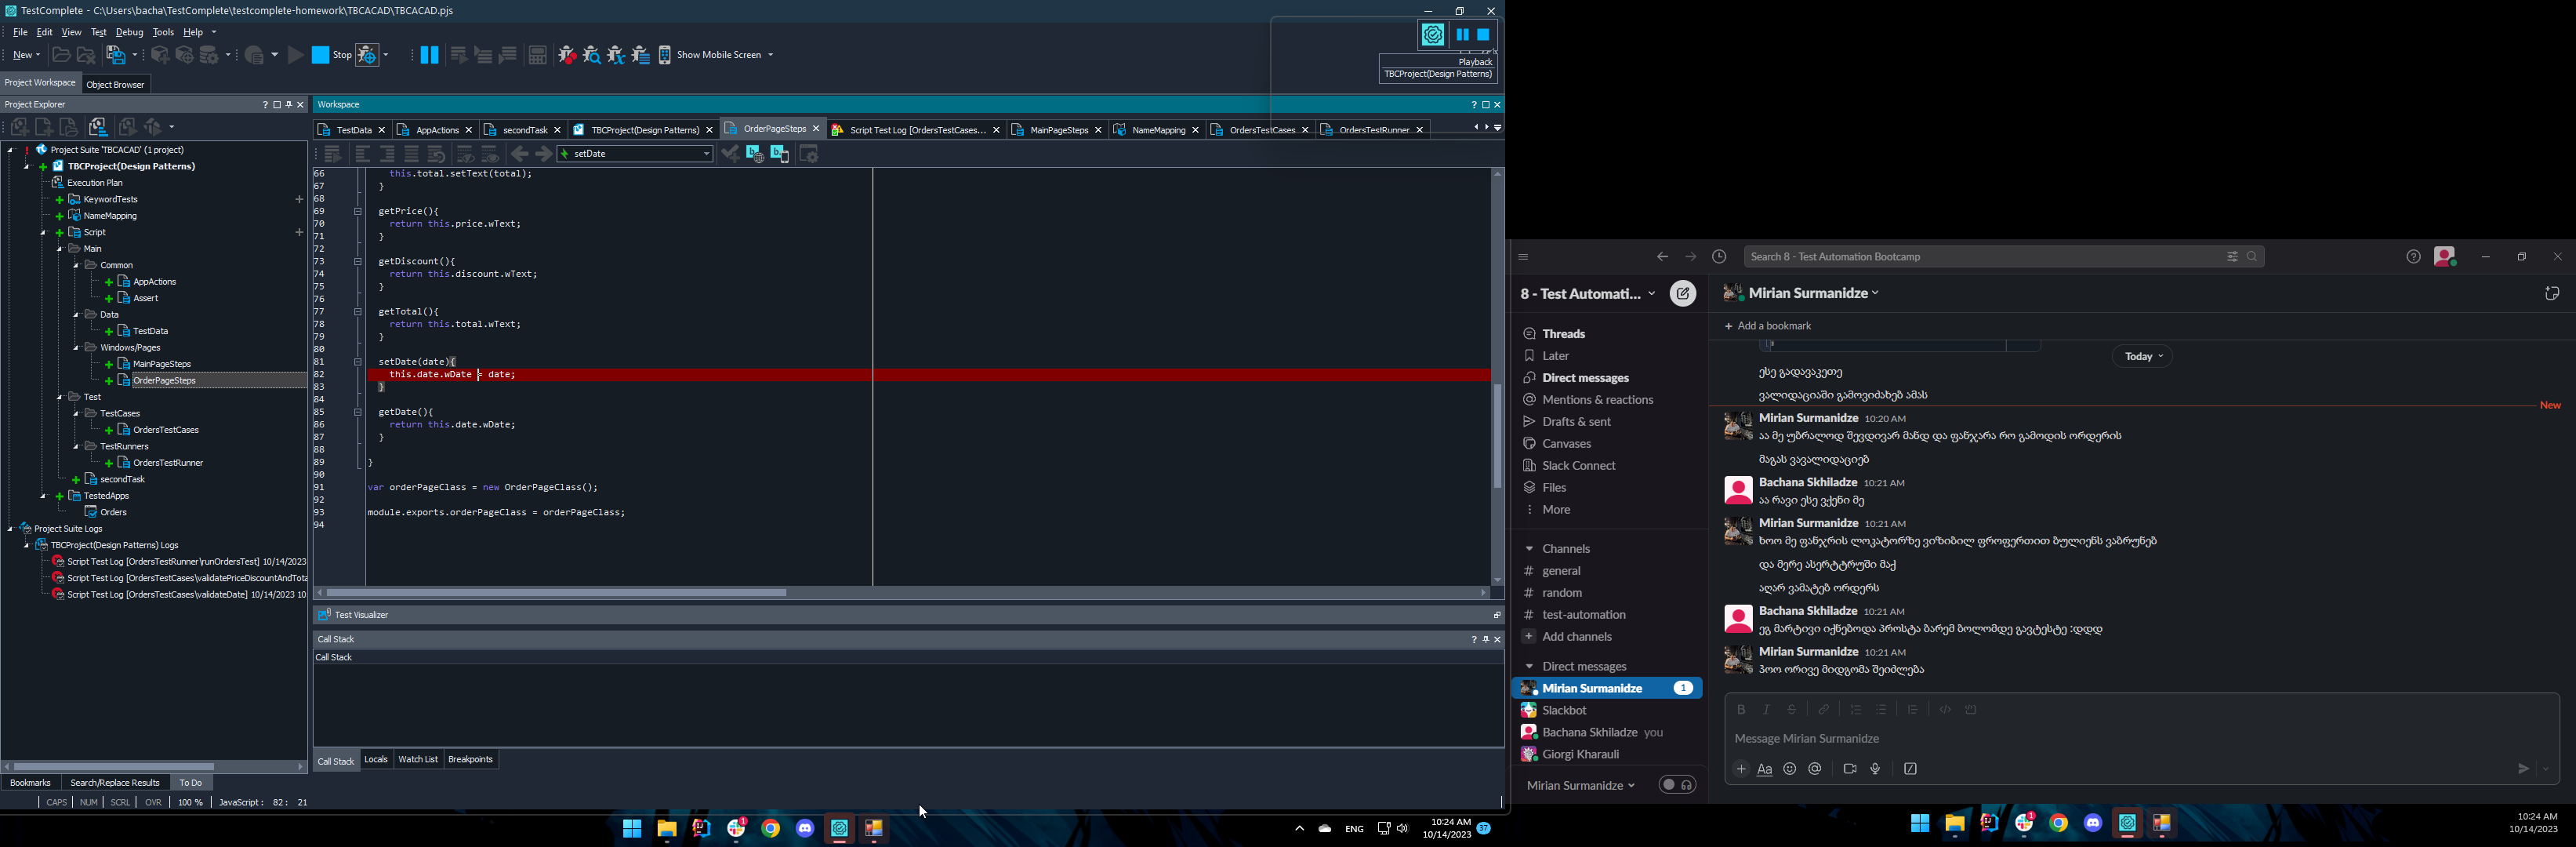 TestComplete - C:\Users\bacha\TestComplete\testcomplete-homework\TBCACAD\TBCACAD.pjs
File Edit View Test Debug Tools Help
New Stop Show Mobile Screen
Playback
TBCProject(Design Patterns)
Project Workspace Object Browser
Project Explorer
Project Suite 'TBCACAD' (1 project)
TBCProject(Design Patterns)
Execution Plan
KeywordTests
NameMapping
Script
Main
Common
AppActions
Assert
Data
TestData
Windows/Pages
MainPageSteps
OrderPageSteps
Test
TestCases
OrdersTestCases
TestRunners
OrdersTestRunner
secondTask
TestedApps
Orders
Project Suite Logs
TBCProject(Design Patterns) Logs
Script Test Log [OrdersTestRunner\runOrdersTest] 10/14/2023
Script Test Log [OrdersTestCases\validatePriceDiscountAndTota
Script Test Log [OrdersTestCases\validateDate] 10/14/2023 10
Bookmarks Search/Replace Results To Do
CAPS NUM SCRL OVR 100 % JavaScript: 82: 21
Workspace
TestData AppActions secondTask TBCProject(Design Patterns) OrderPageSteps Script Test Log [OrdersTestCases... MainPageSteps NameMapping OrdersTestCases OrdersTestRunner
setDate
66 this.total.setText(total);
67 }
68
69 getPrice(){
70 return this.price.wText;
71 }
72
73 getDiscount(){
74 return this.discount.wText;
75 }
76
77 getTotal(){
78 return this.total.wText;
79 }
80
81 setDate(date){
82 this.date.wDate = date;
83 }
84
85 getDate(){
86 return this.date.wDate;
87 }
88
89 }
90
91 var orderPageClass = new OrderPageClass();
92
93 module.exports.orderPageClass = orderPageClass;
94
Test Visualizer
Call Stack
Call Stack
Call Stack Locals Watch List Breakpoints
ENG 10:24 AM
10/14/2023 37
Search 8 - Test Automation Bootcamp
8 - Test Automati...
Threads
Later
Direct messages
Mentions & reactions
Drafts & sent
Canvases
Slack Connect
Files
More
Channels
# general
# random
# test-automation
Add channels
Direct messages
Mirian Surmanidze 1
Slackbot
Bachana Skhiladze you
Giorgi Kharauli
Mirian Surmanidze
Mirian Surmanidze
Add a bookmark
Today
ესე გადავაკეთე
ვალიდაციაში გამოვიძახებ ამას
New
Mirian Surmanidze 10:20 AM
აა მე უბრალოდ შევდივარ მანდ და ფანჯარა რო გამოდის ორდერის
მაგას ვავალიდაციებ
Bachana Skhiladze 10:21 AM
აა რავი ესე ვქენი მე
Mirian Surmanidze 10:21 AM
ხოო მე ფანჯრის ლოკატორზე ვიზიბილ ფროფერთით ბულიენს ვაბრუნებ
და მერე ასერტტრუში მაქ
აღარ ვამატებ ორდერს
Bachana Skhiladze 10:21 AM
ეგ მარტივი იქნებოდა პროსტა ბარემ ბოლომდე გავტესტე :დდდ
Mirian Surmanidze 10:21 AM
ჰოო ორივე მიდგომა შეიძლება
Message Mirian Surmanidze
10:24 AM
10/14/2023